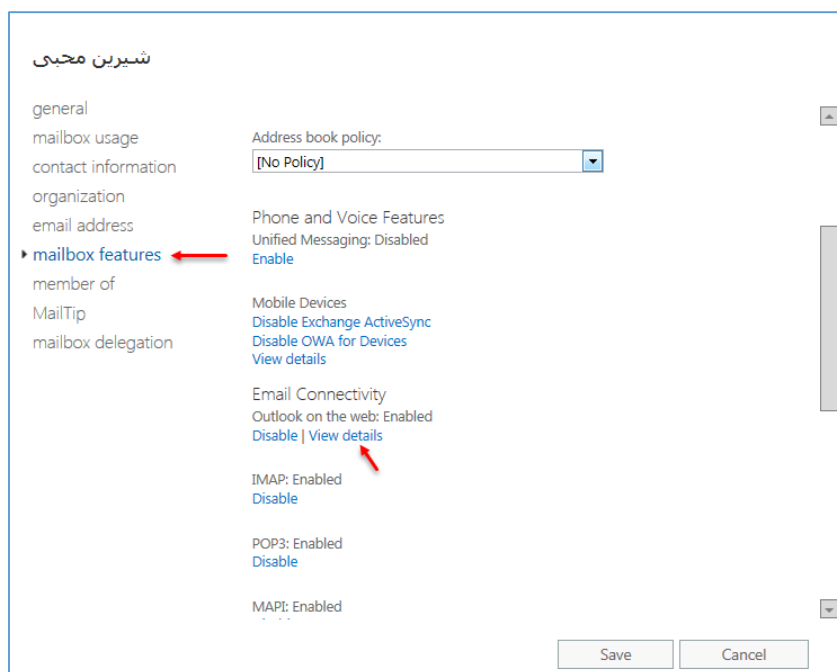 شیرین محبی
general
mailbox usage
contact information
organization
email address
mailbox features
member of
MailTip
mailbox delegation
Address book policy:
[No Policy]
Phone and Voice Features
Unified Messaging: Disabled
Enable
Mobile Devices
Disable Exchange ActiveSync
Disable OWA for Devices
View details
Email Connectivity
Outlook on the web: Enabled
Disable | View details
IMAP: Enabled
Disable
POP3: Enabled
Disable
MAPI: Enabled
Save
Cancel